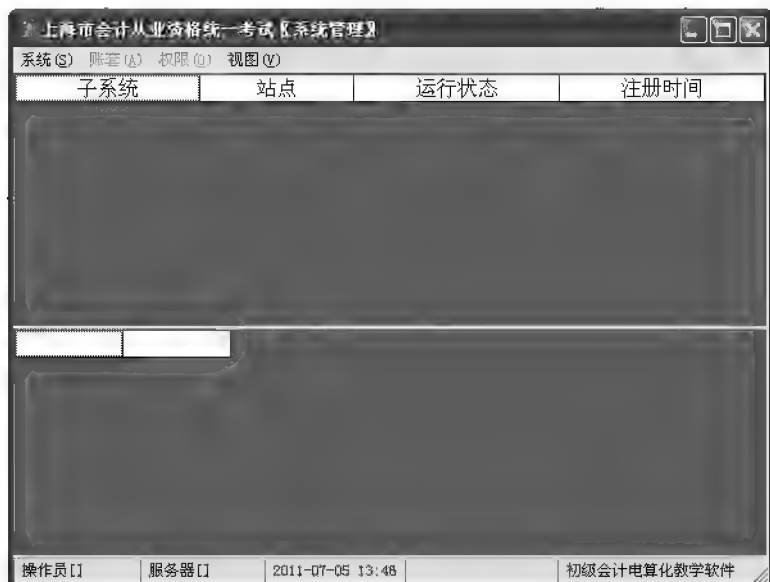 上海市会计从业资格统一考试〖系统管理〗
系统(S) 账套(A) 权限(O) 视图(V)
子系统 站点 运行状态 注册时间
操作员[] 服务器[] 2011-07-05 13:46 初级会计电算化教学软件